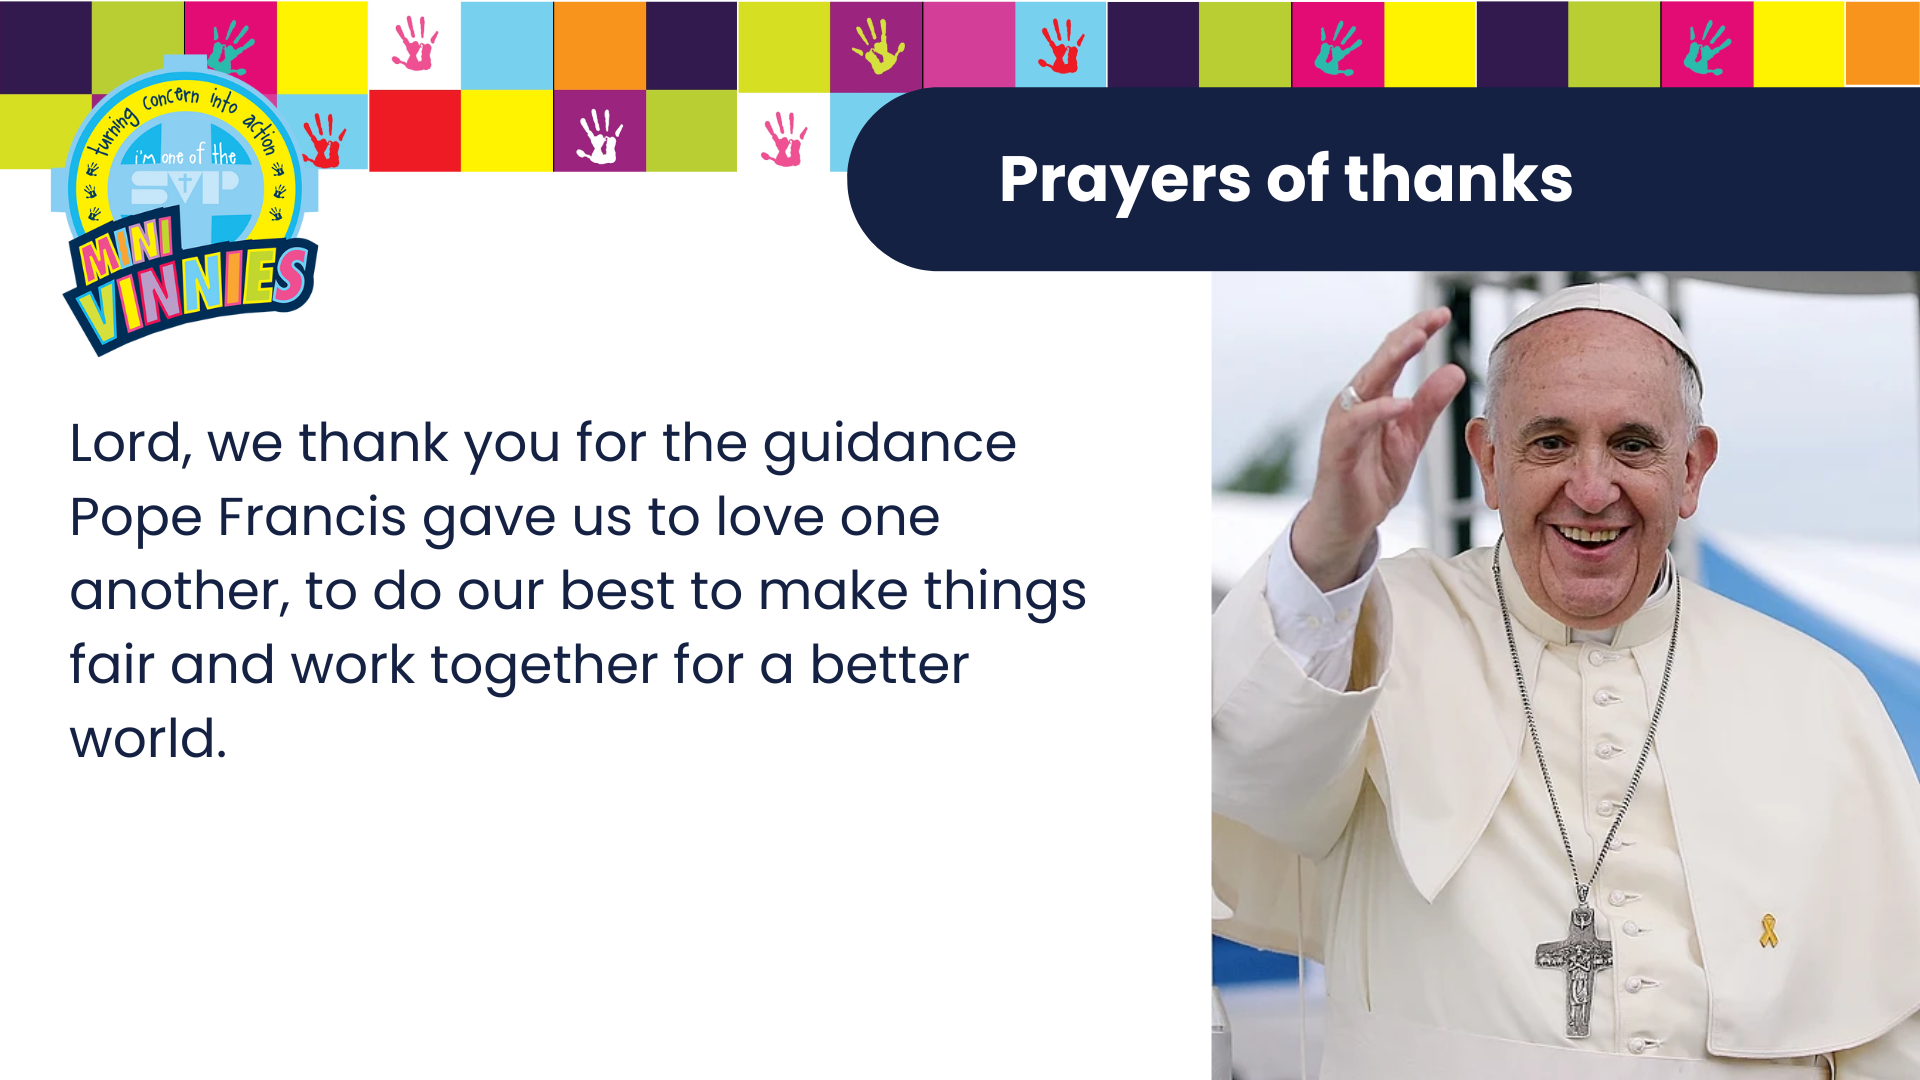 turning concern into action
i'm one of the
SVP
MINI
VINNIES
Prayers of thanks
Lord, we thank you for the guidance
Pope Francis gave us to love one
another, to do our best to make things
fair and work together for a better
world.